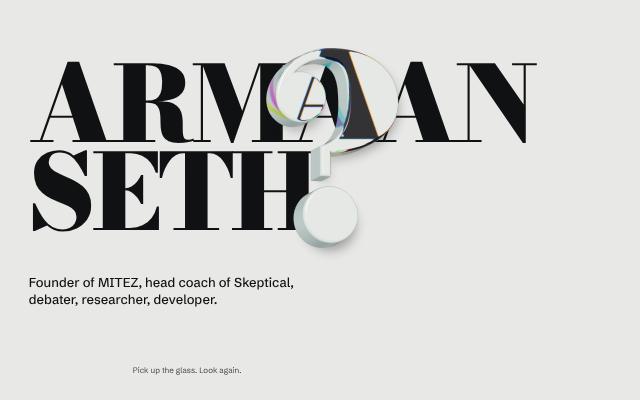 ARMAAN
SETH
Founder of MITEZ, head coach of Skeptical,
debater, researcher, developer.
Pick up the glass. Look again.